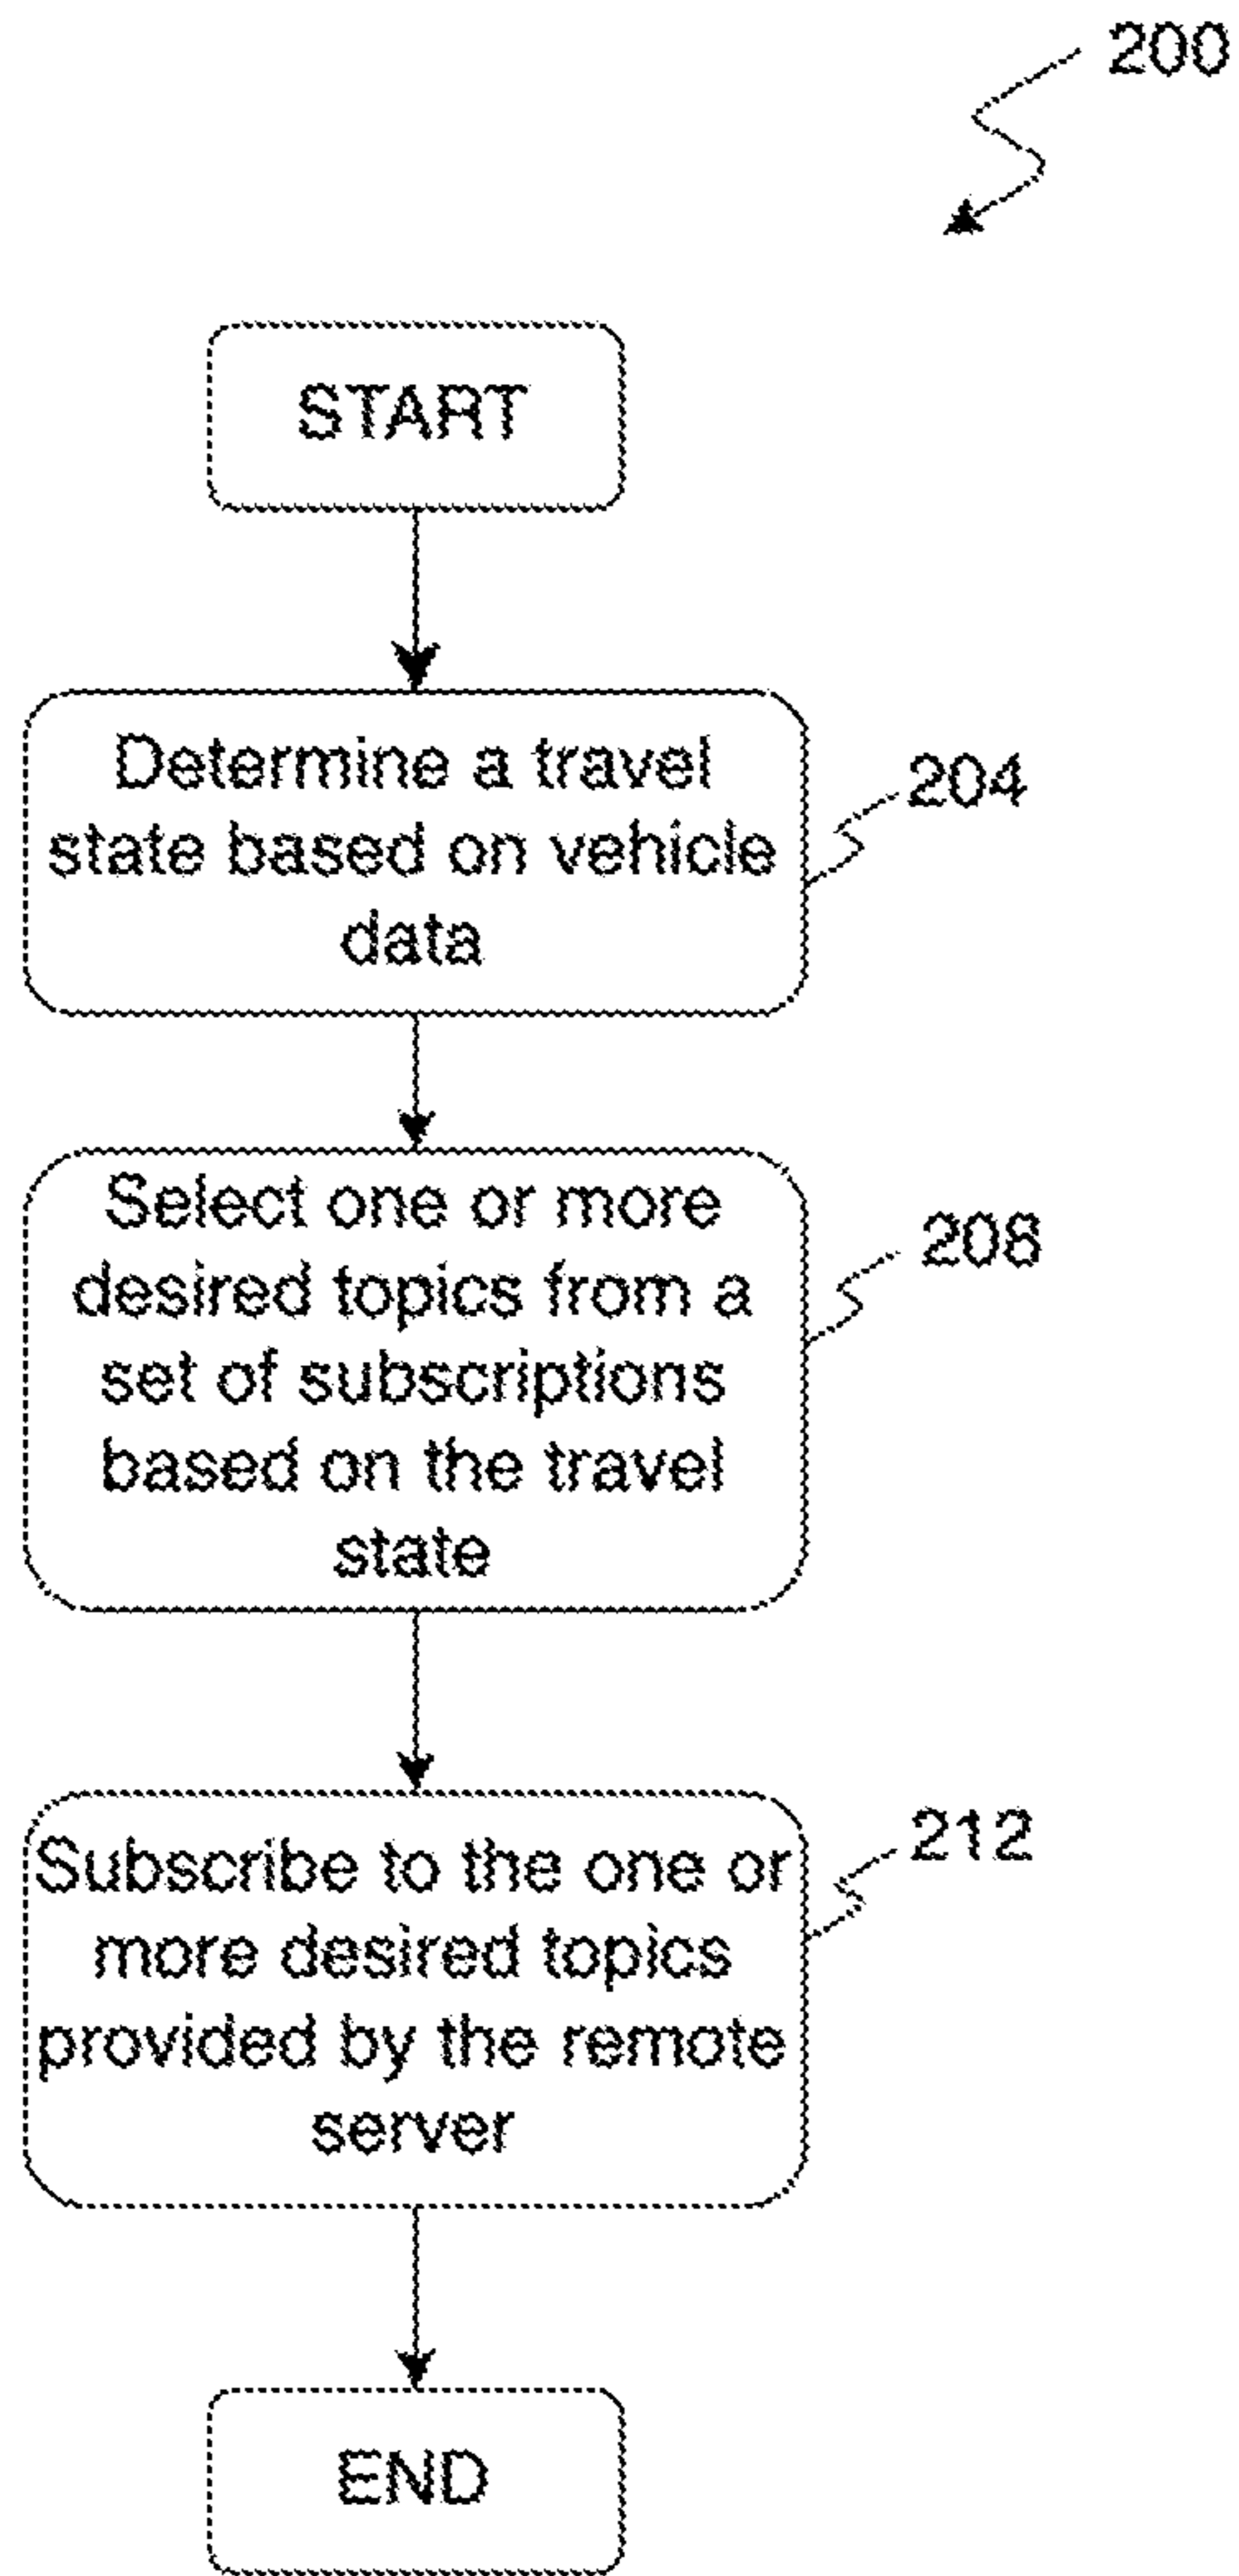 200
START
Determine a travel
state based on vehicle
data
204
Select one or more
desired topics from a
set of subscriptions
based on the travel
state
208
Subscribe to the one or
more desired topics
provided by the remote
server
212
END